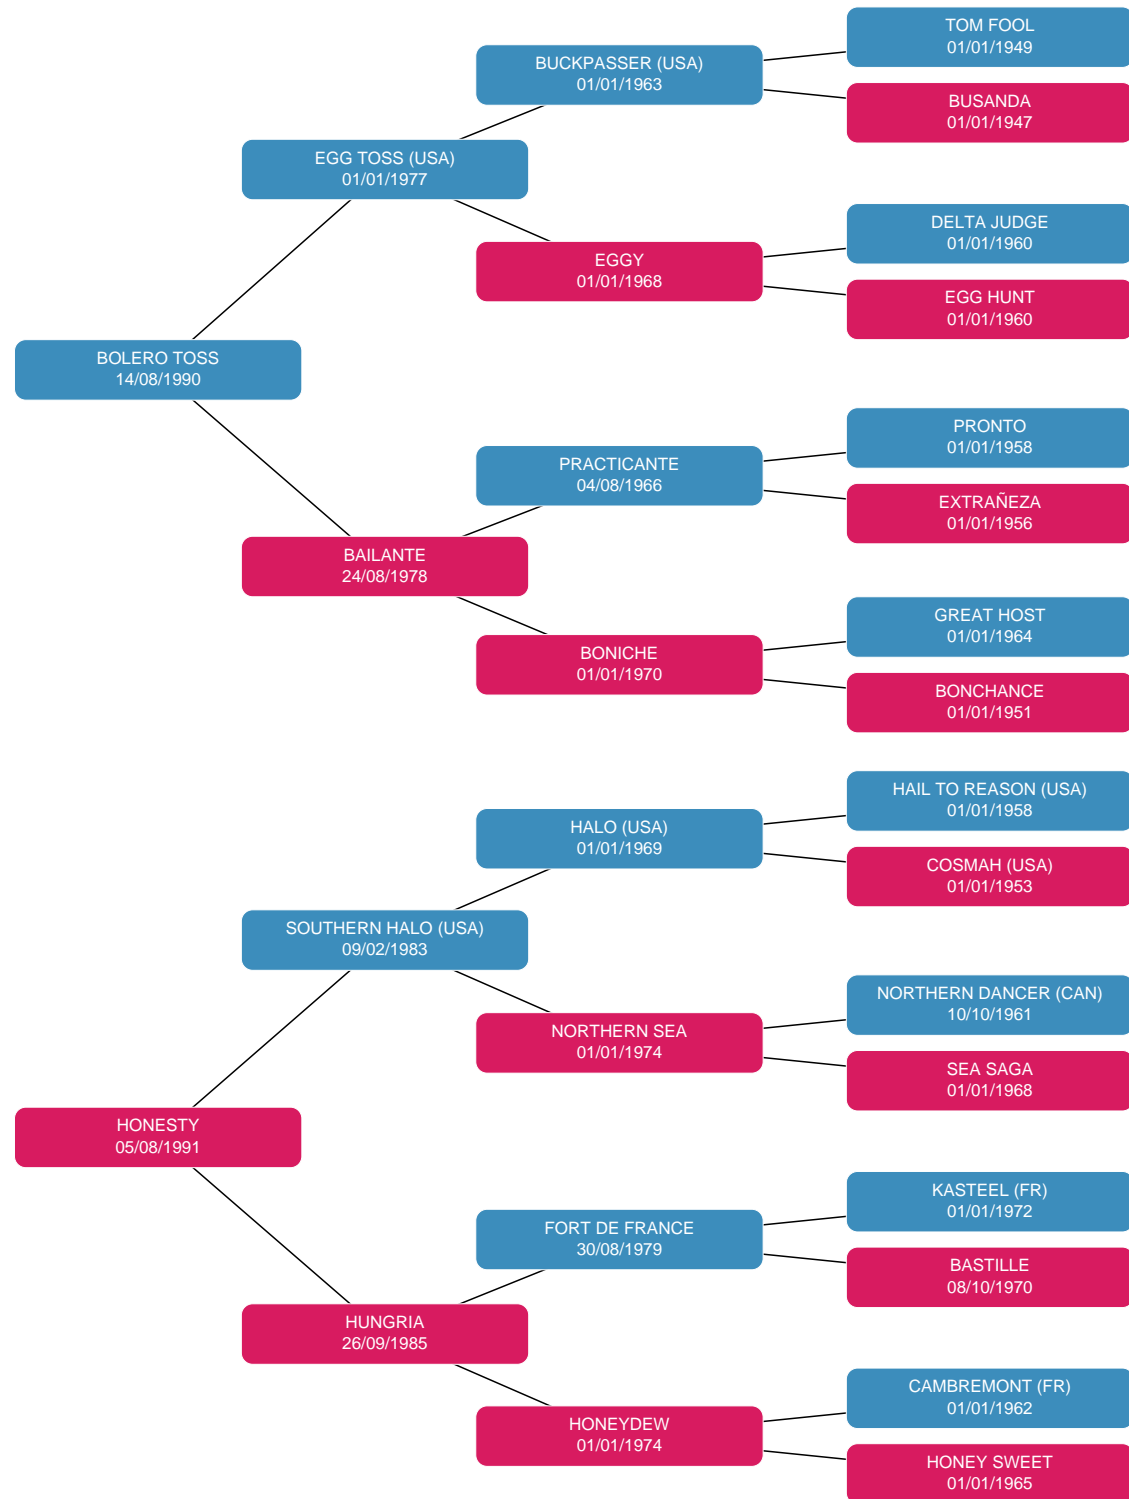 TOM FOOL
01/01/1949
BUCKPASSER (USA)
01/01/1963
BUSANDA
01/01/1947
EGG TOSS (USA)
01/01/1977
DELTA JUDGE
01/01/1960
EGGY
01/01/1968
EGG HUNT
01/01/1960
BOLERO TOSS
14/08/1990
PRONTO
01/01/1958
PRACTICANTE
04/08/1966
EXTRAÑEZA
01/01/1956
BAILANTE
24/08/1978
GREAT HOST
01/01/1964
BONICHE
01/01/1970
BONCHANCE
01/01/1951
HAIL TO REASON (USA)
01/01/1958
HALO (USA)
01/01/1969
COSMAH (USA)
01/01/1953
SOUTHERN HALO (USA)
09/02/1983
NORTHERN DANCER (CAN)
10/10/1961
NORTHERN SEA
01/01/1974
SEA SAGA
01/01/1968
HONESTY
05/08/1991
KASTEEL (FR)
01/01/1972
FORT DE FRANCE
30/08/1979
BASTILLE
08/10/1970
HUNGRIA
26/09/1985
CAMBREMONT (FR)
01/01/1962
HONEYDEW
01/01/1974
HONEY SWEET
01/01/1965